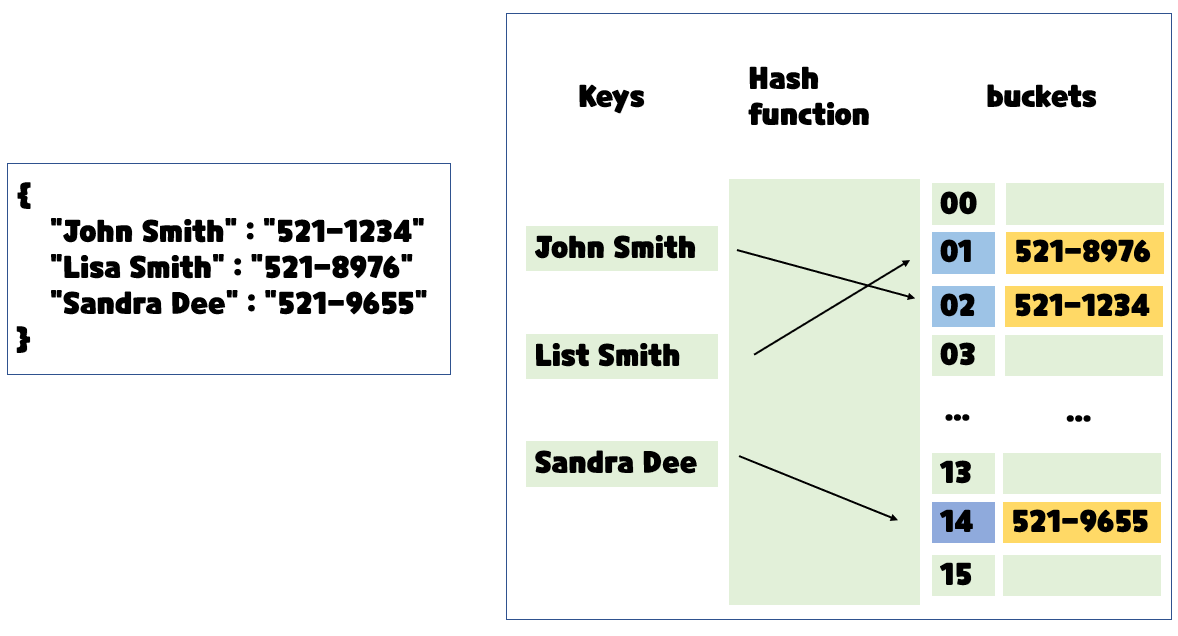 {
"John Smith" : "521-1234"
"Lisa Smith" : "521-8976"
"Sandra Dee" : "521-9655"
}
Keys
Hash
function
buckets
John Smith
List Smith
Sandra Dee
00
01 521-8976
02 521-1234
03
... ...
13
14 521-9655
15